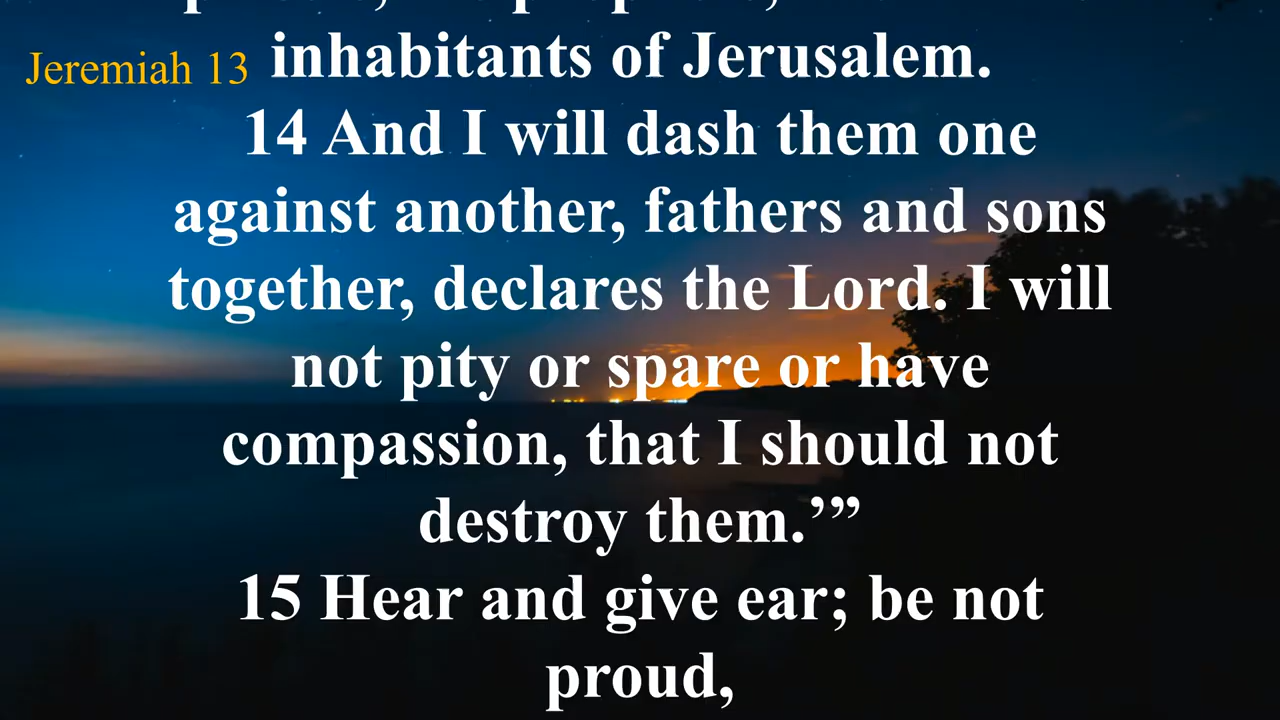 Jeremiah 13
inhabitants of Jerusalem.
14 And I will dash them one
against another, fathers and sons
together, declares the Lord. I will
not pity or spare or have
compassion, that I should not
destroy them.’”
15 Hear and give ear; be not
proud,